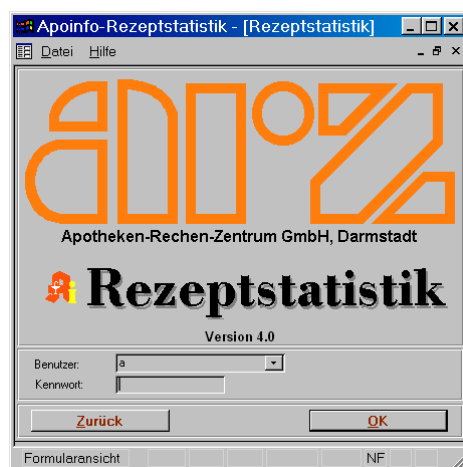 Apoinfo-Rezeptstatistik - [Rezeptstatistik]
Datei Hilfe
arz
Apotheken-Rechen-Zentrum GmbH, Darmstadt
Rezeptstatistik
Version 4.0
Benutzer: a
Kennwort:
Zurück OK
Formularansicht NF